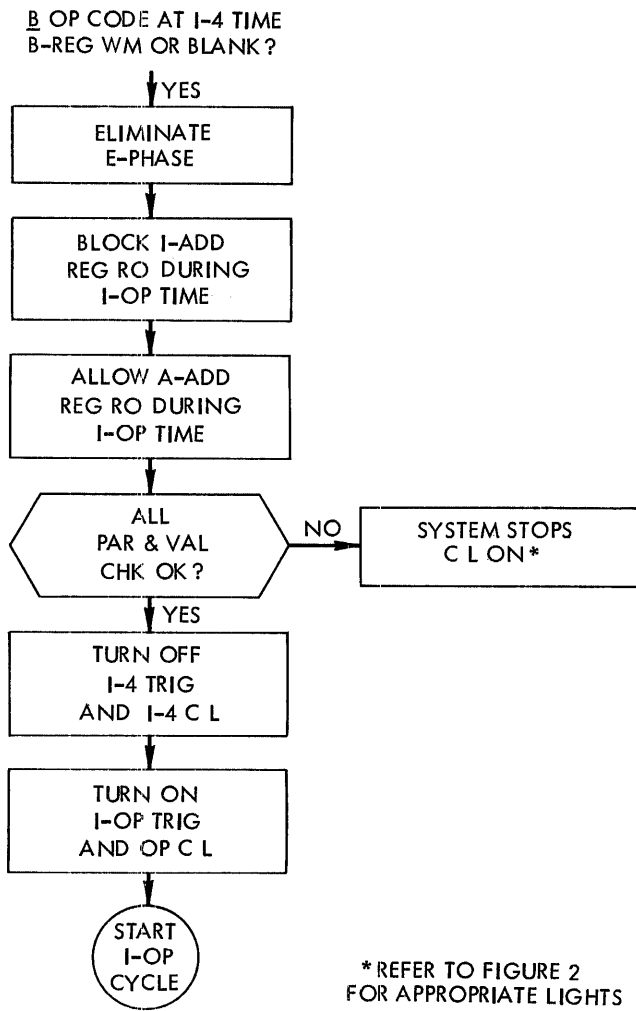 B OP CODE AT I-4 TIME
B-REG WM OR BLANK?
YES
ELIMINATE
E-PHASE
BLOCK I-ADD
REG RO DURING
I-OP TIME
ALLOW A-ADD
REG RO DURING
I-OP TIME
ALL
PAR & VAL
CHK OK?
NO
SYSTEM STOPS
C L ON*
YES
TURN OFF
I-4 TRIG
AND I-4 C L
TURN ON
I-OP TRIG
AND OP C L
START
I-OP
CYCLE
*REFER TO FIGURE 2
FOR APPROPRIATE LIGHTS